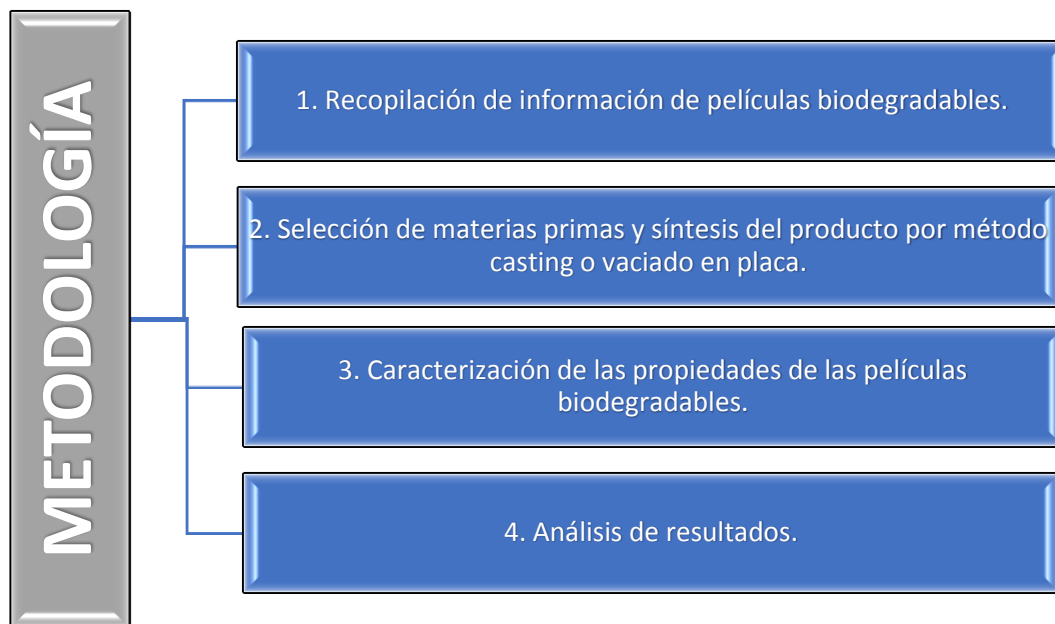 METODOLOGÍA
1. Recopilación de información de películas biodegradables.
2. Selección de materias primas y síntesis del producto por método
casting o vaciado en placa.
3. Caracterización de las propiedades de las películas
biodegradables.
4. Análisis de resultados.